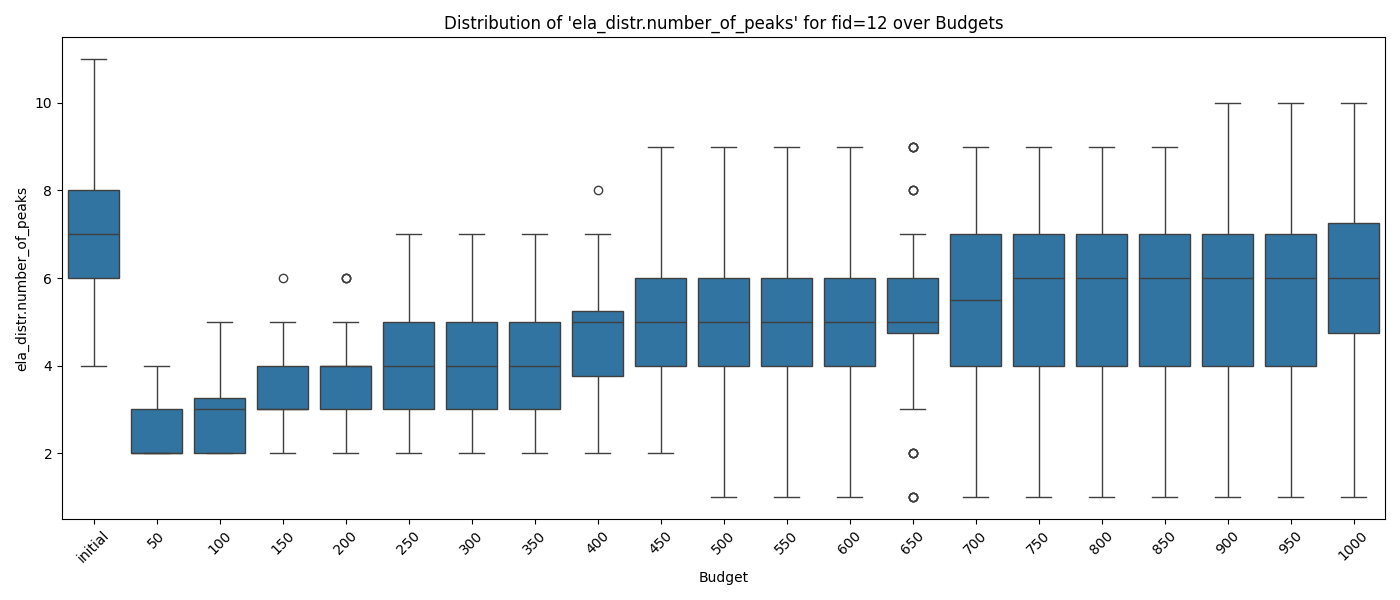 Distribution of 'ela_distr.number_of_peaks' for fid=12 over Budgets
ela_distr.number_of_peaks
10
8
6
4
2
initial 50 100 150 200 250 300 350 400 450 500 550 600 650 700 750 800 850 900 950 1000
Budget